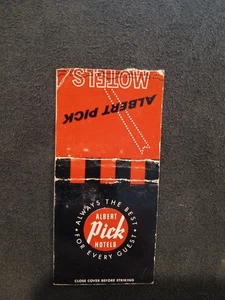 MOTELS
ALBERT PICK
ALWAYS THE BEST
ALBERT
Pick
HOTELS
• FOR EVERY GUEST •
CLOSE COVER BEFORE STRIKING